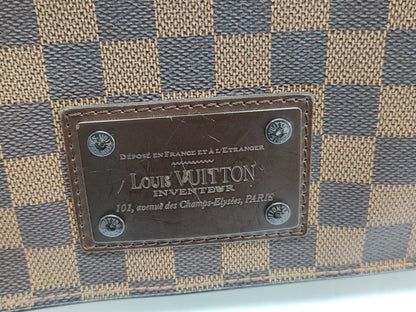 DÉPOSÉ EN FRANCE ET À L'ÉTRANGER
LOUIS VUITTON
INVENTEUR
101, avenue des Champs-Elysées, PARIS